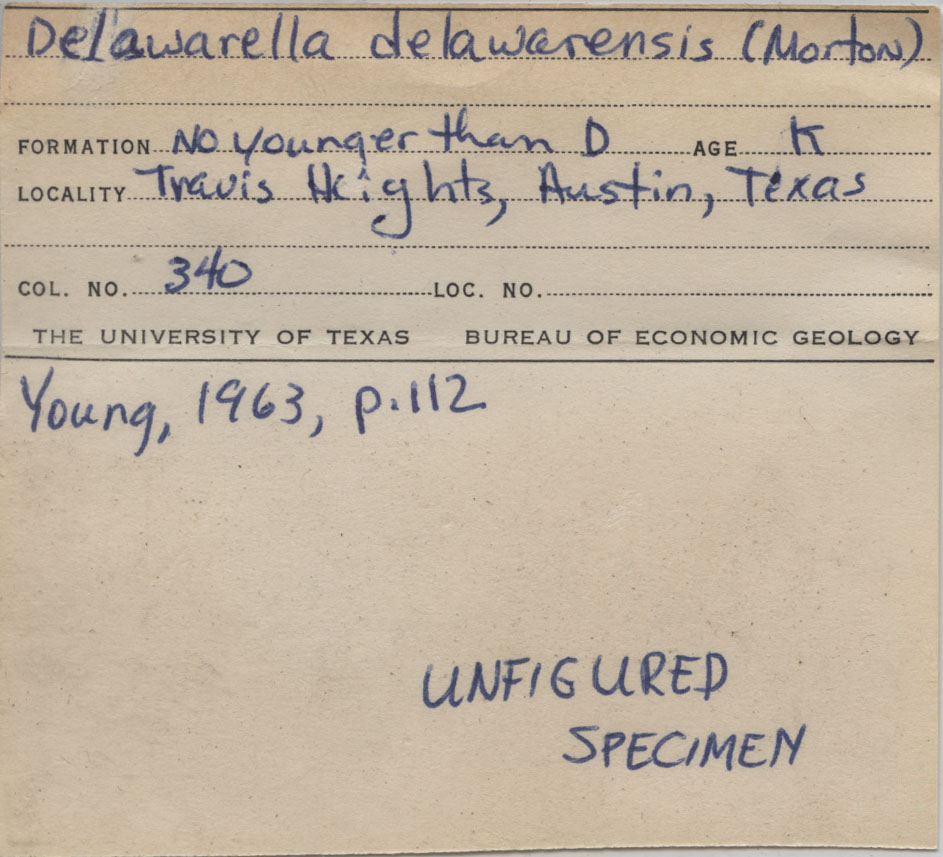 Delawarella delawarensis (Morton)
FORMATION No younger than D AGE K
LOCALITY Travis Heights, Austin, Texas
COL. NO. 340 LOC. NO.
THE UNIVERSITY OF TEXAS BUREAU OF ECONOMIC GEOLOGY
Young, 1963, p.112
UNFIGURED
SPECIMEN